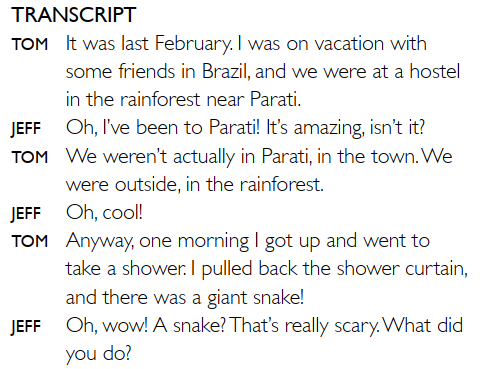 TRANSCRIPT
TOM It was last February. I was on vacation with
some friends in Brazil, and we were at a hostel
in the rainforest near Parati.
JEFF Oh, I've been to Parati! It's amazing, isn't it?
TOM We weren't actually in Parati, in the town. We
were outside, in the rainforest.
JEFF Oh, cool!
TOM Anyway, one morning I got up and went to
take a shower. I pulled back the shower curtain,
and there was a giant snake!
JEFF Oh, wow! A snake? That's really scary. What did
you do?